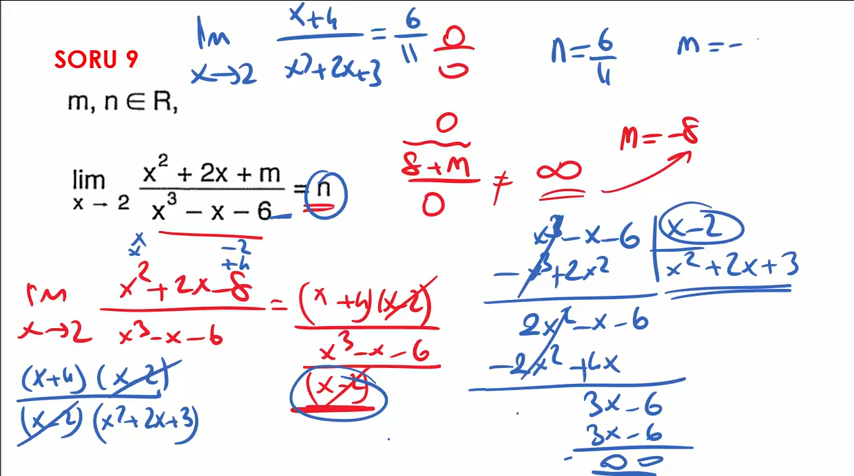 lim x→2 (x+4)/(x²+2x+3) = 6/11
0/0
n = 6/11
m = -
SORU 9
m, n ∈ R,
lim x → 2 (x² + 2x + m)/(x³ − x − 6) = n
0
(8+m)/0 ≠ ∞
m = -8
x
x
-2
+4
lim x→2 (x²+2x-8)/(x³-x-6) = (x+4)(x-2)/(x³-x-6)
(x-2)
(x+4)(x-2)/(x-2)(x²+2x+3)
x³-x-6 | x-2
-x³+2x² | x²+2x+3
2x²-x-6
-2x²+4x
3x-6
3x-6
- 00